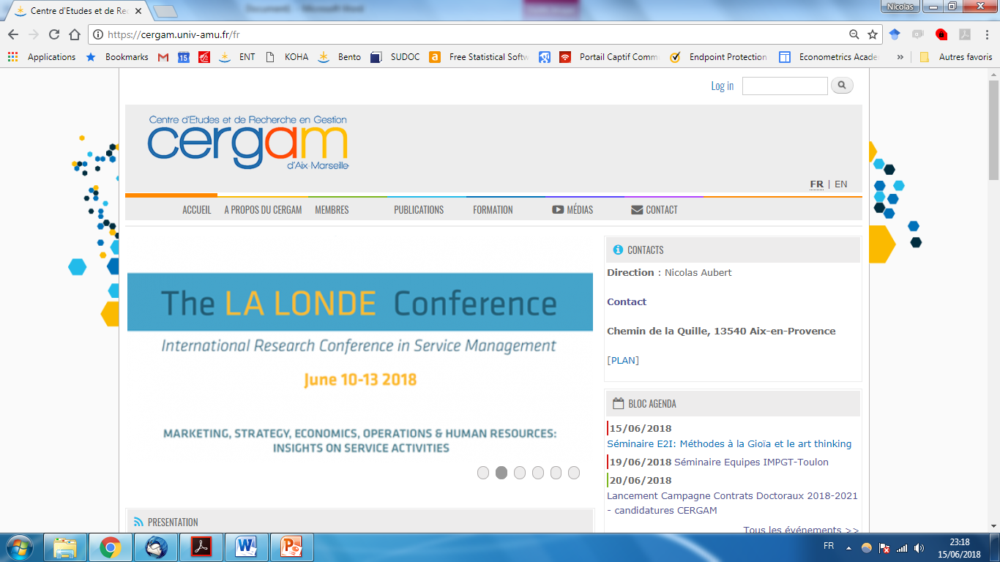 Centre d'Etudes et de Rec
Document1 - Microsoft Word
Nicolas
https://cergam.univ-amu.fr/fr
Applications
Bookmarks
15
ENT
KOHA
Bento
SUDOC
Free Statistical Softw
Portail Captif Comm
Endpoint Protection
Econometrics Acade
»
Autres favoris
Log in
Centre d'Etudes et de Recherche en Gestion
cergam
d'Aix-Marseille
FR | EN
ACCUEIL
A PROPOS DU CERGAM
MEMBRES
PUBLICATIONS
FORMATION
MÉDIAS
CONTACT
The LA LONDE Conference
International Research Conference in Service Management
June 10-13 2018
MARKETING, STRATEGY, ECONOMICS, OPERATIONS & HUMAN RESOURCES:
INSIGHTS ON SERVICE ACTIVITIES
PRESENTATION
CONTACTS
Direction : Nicolas Aubert
Contact
Chemin de la Quille, 13540 Aix-en-Provence
[PLAN]
BLOC AGENDA
15/06/2018
Séminaire E2I: Méthodes à la Gioïa et le art thinking
19/06/2018 Séminaire Equipes IMPGT-Toulon
20/06/2018
Lancement Campagne Contrats Doctoraux 2018-2021
- candidatures CERGAM
Tous les événements >>
FR
23:18
15/06/2018